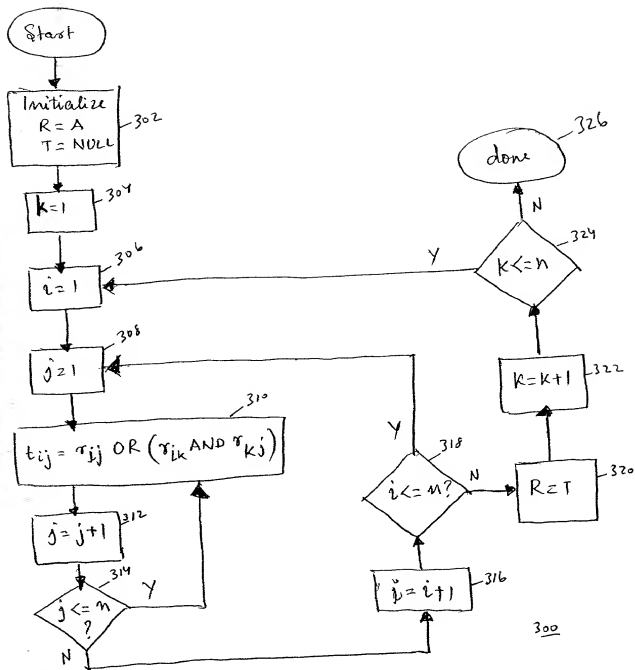 Start
Initialize
R = A
T = NULL
302
k=1
304
306
i = 1
308
j=1
310
tij = rij OR (rik AND rkj)
312
j = j+1
314
j <= n
?
Y
N
326
done
N
324
k<=n
Y
k=k+1
322
Y
318
i<=n?
N
R=T
320
i = i+1
316
300